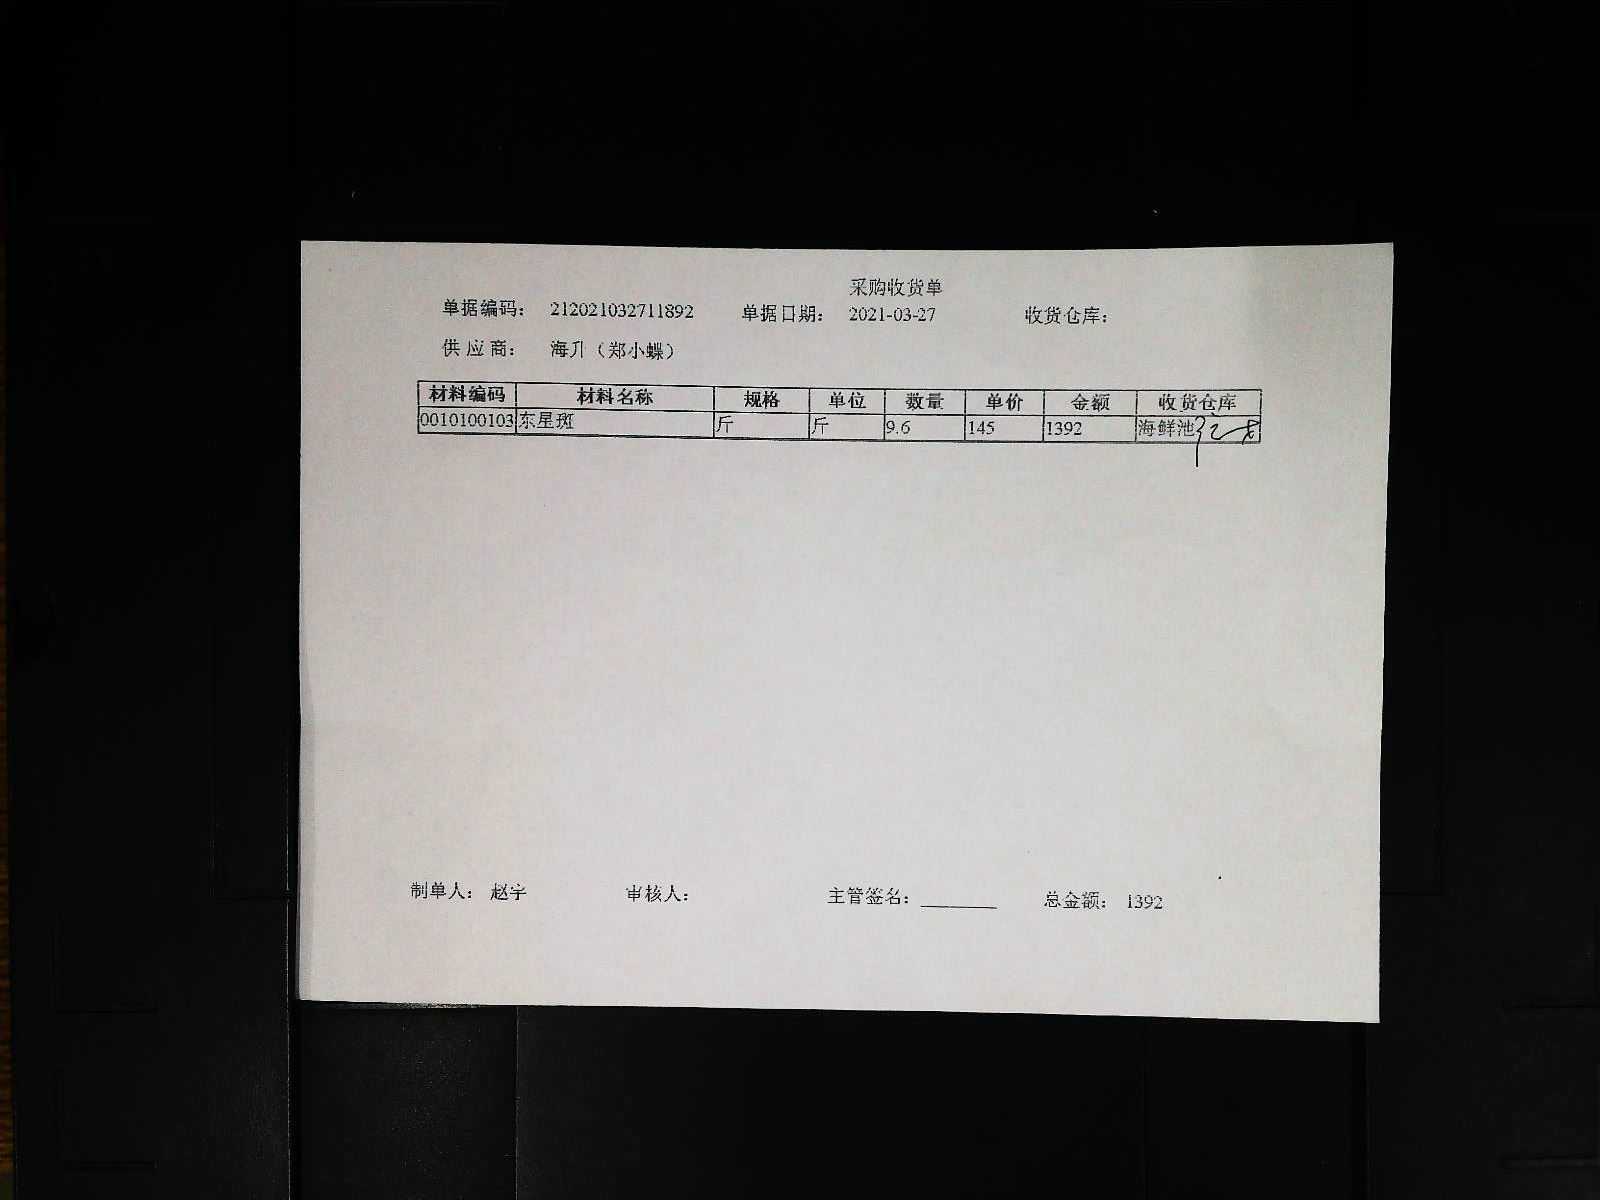 采购收货单
单据编码： 212021032711892 单据日期： 2021-03-27 收货仓库：
供 应 商： 海升（郑小蝶）
材料编码 材料名称 规格 单位 数量 单价 金额 收货仓库
0010100103 东星斑 斤 斤 9.6 145 1392 海鲜池
制单人： 赵宇 审核人： 主管签名：________ 总金额： 1392